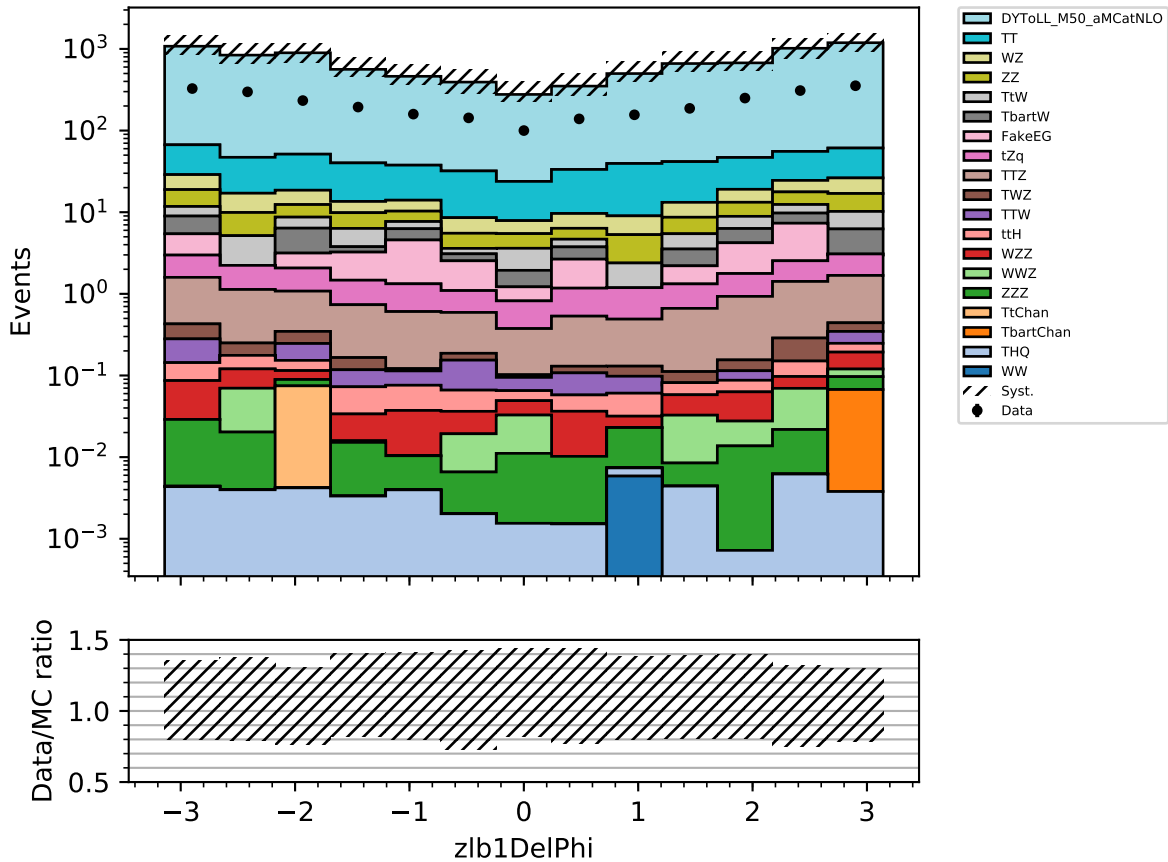 Events
10³
10²
10¹
10⁰
10⁻¹
10⁻²
10⁻³
DYToLL_M50_aMCatNLO
TT
WZ
ZZ
TtW
TbartW
FakeEG
tZq
TTZ
TWZ
TTW
ttH
WZZ
WWZ
ZZZ
TtChan
TbartChan
THQ
WW
Syst.
Data
Data/MC ratio
1.5
1.0
0.5
−3 −2 −1 0 1 2 3
zlb1DelPhi